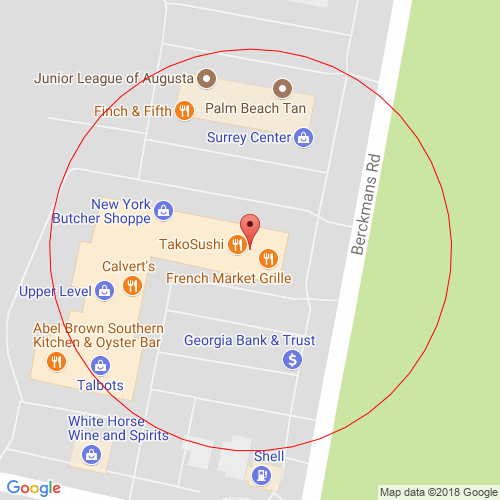 Junior League of Augusta
Palm Beach Tan
Finch & Fifth
Surrey Center
Berckmans Rd
New York
Butcher Shoppe
TakoSushi
French Market Grille
Calvert's
Upper Level
Abel Brown Southern
Kitchen & Oyster Bar
Georgia Bank & Trust
Talbots
White Horse
Wine and Spirits
Shell
Google
Map data ©2018 Google